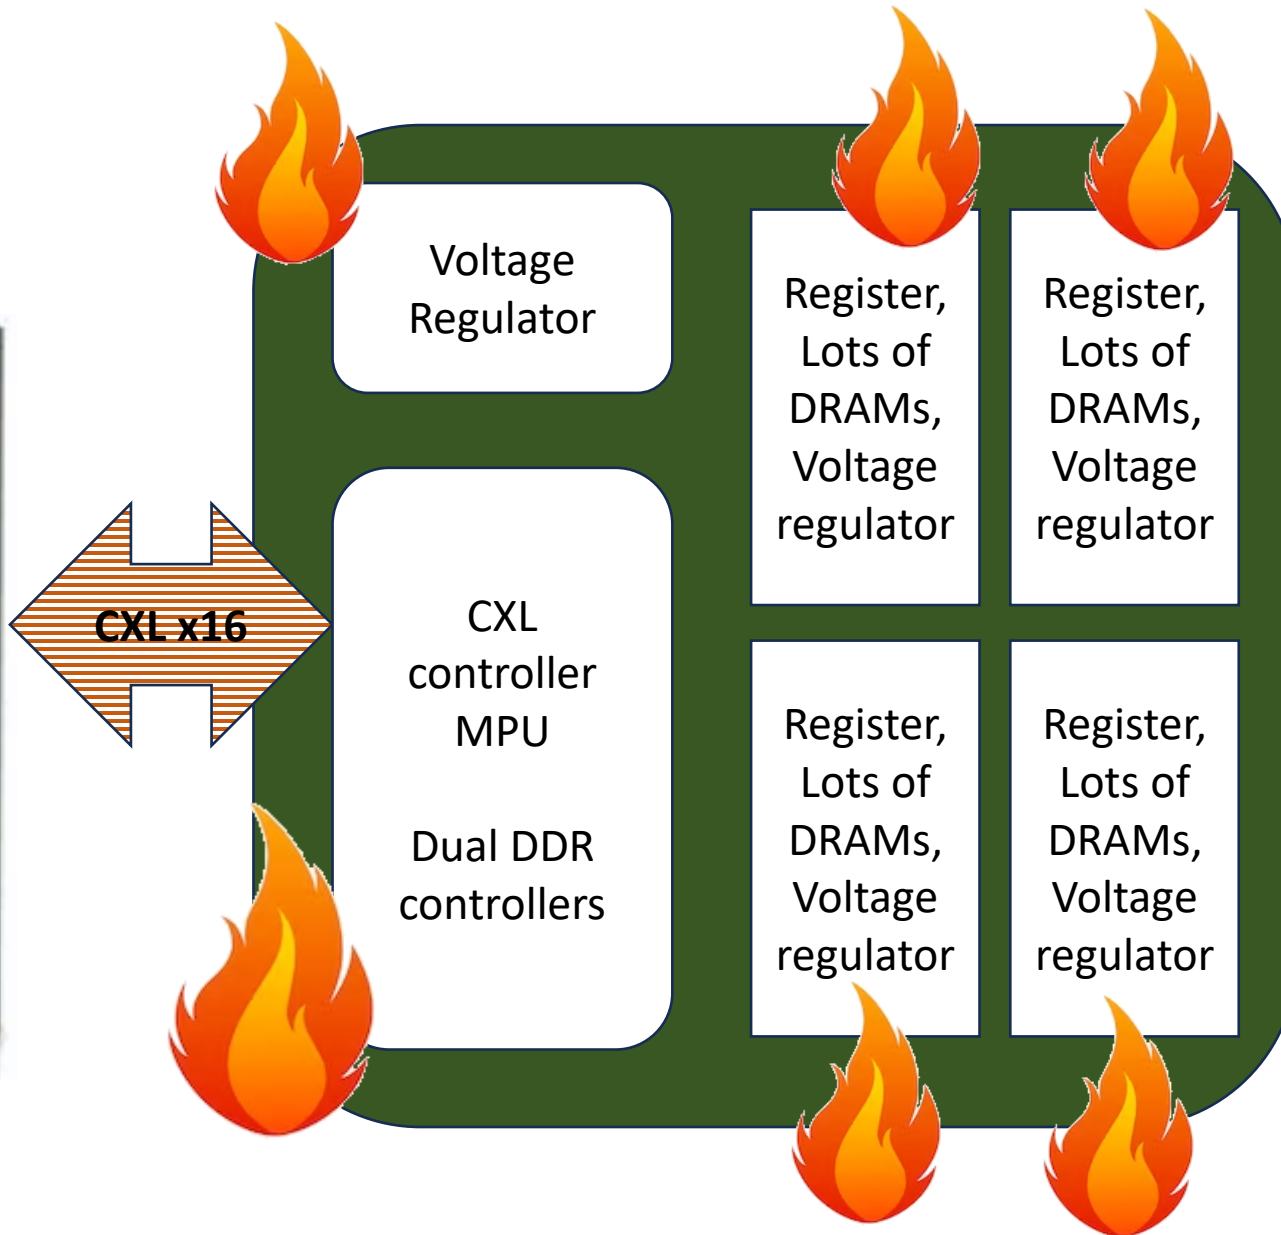 Voltage
Regulator
Register,
Lots of
DRAMs,
Voltage
regulator
Register,
Lots of
DRAMs,
Voltage
regulator
CXL x16
CXL
controller
MPU
Dual DDR
controllers
Register,
Lots of
DRAMs,
Voltage
regulator
Register,
Lots of
DRAMs,
Voltage
regulator